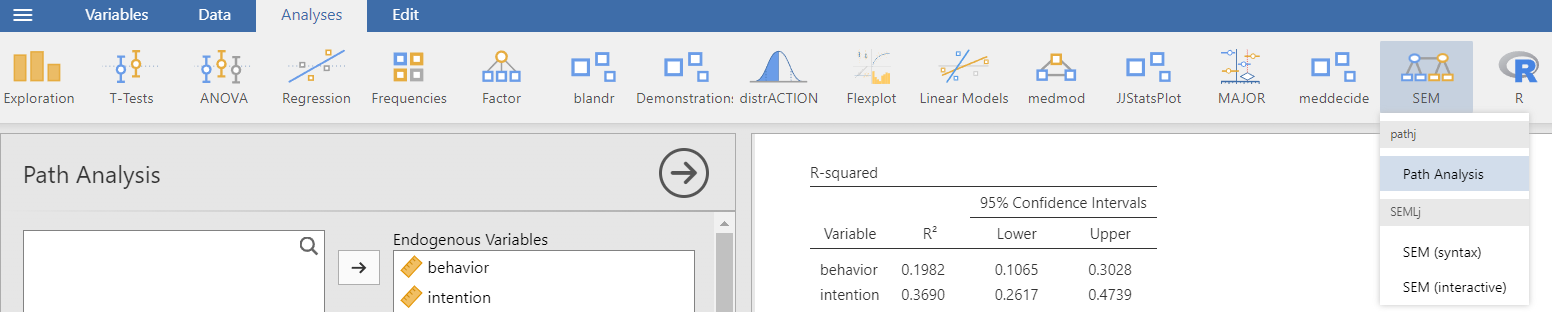 Variables Data Analyses Edit
Exploration T-Tests ANOVA Regression Frequencies Factor blandr Demonstrations distrACTION Flexplot Linear Models medmod JJStatsPlot MAJOR meddecide SEM R
pathj
Path Analysis
SEMLj
SEM (syntax)
SEM (interactive)
Path Analysis
Endogenous Variables
behavior
intention
R-squared
95% Confidence Intervals
Variable R² Lower Upper
behavior 0.1982 0.1065 0.3028
intention 0.3690 0.2617 0.4739